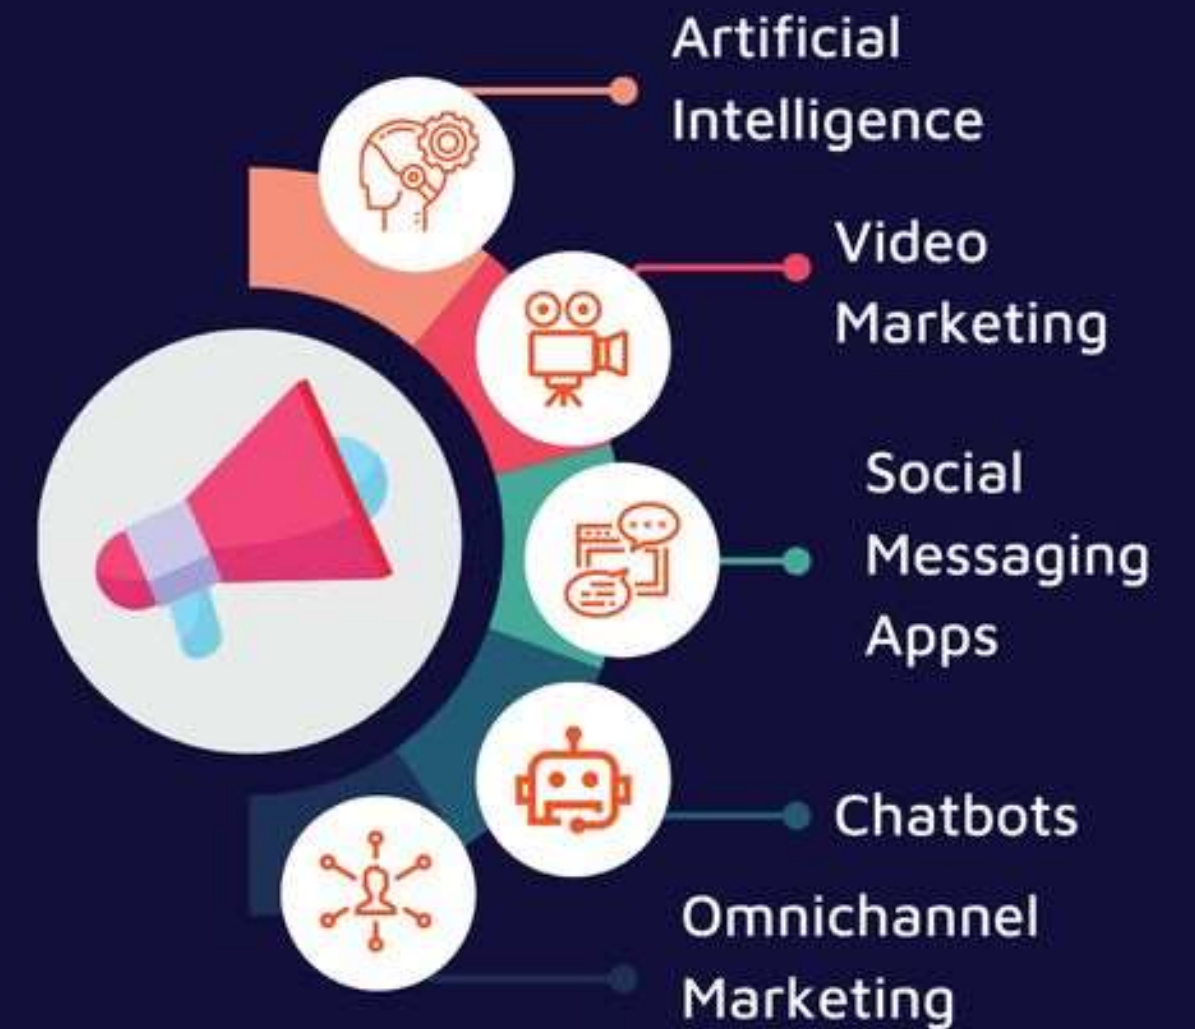 Artificial
Intelligence
Video
Marketing
Social
Messaging
Apps
Chatbots
Omnichannel
Marketing